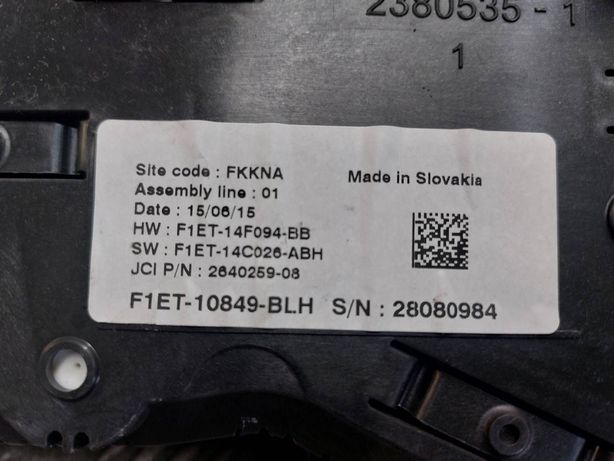 2380535 - 1
1
Site code : FKKNA
Made in Slovakia
Assembly line : 01
Date : 15/06/15
HW : F1ET-14F094-BB
SW : F1ET-14C026-ABH
JCI P/N : 2640259-08
F1ET-10849-BLH S/N : 28080984